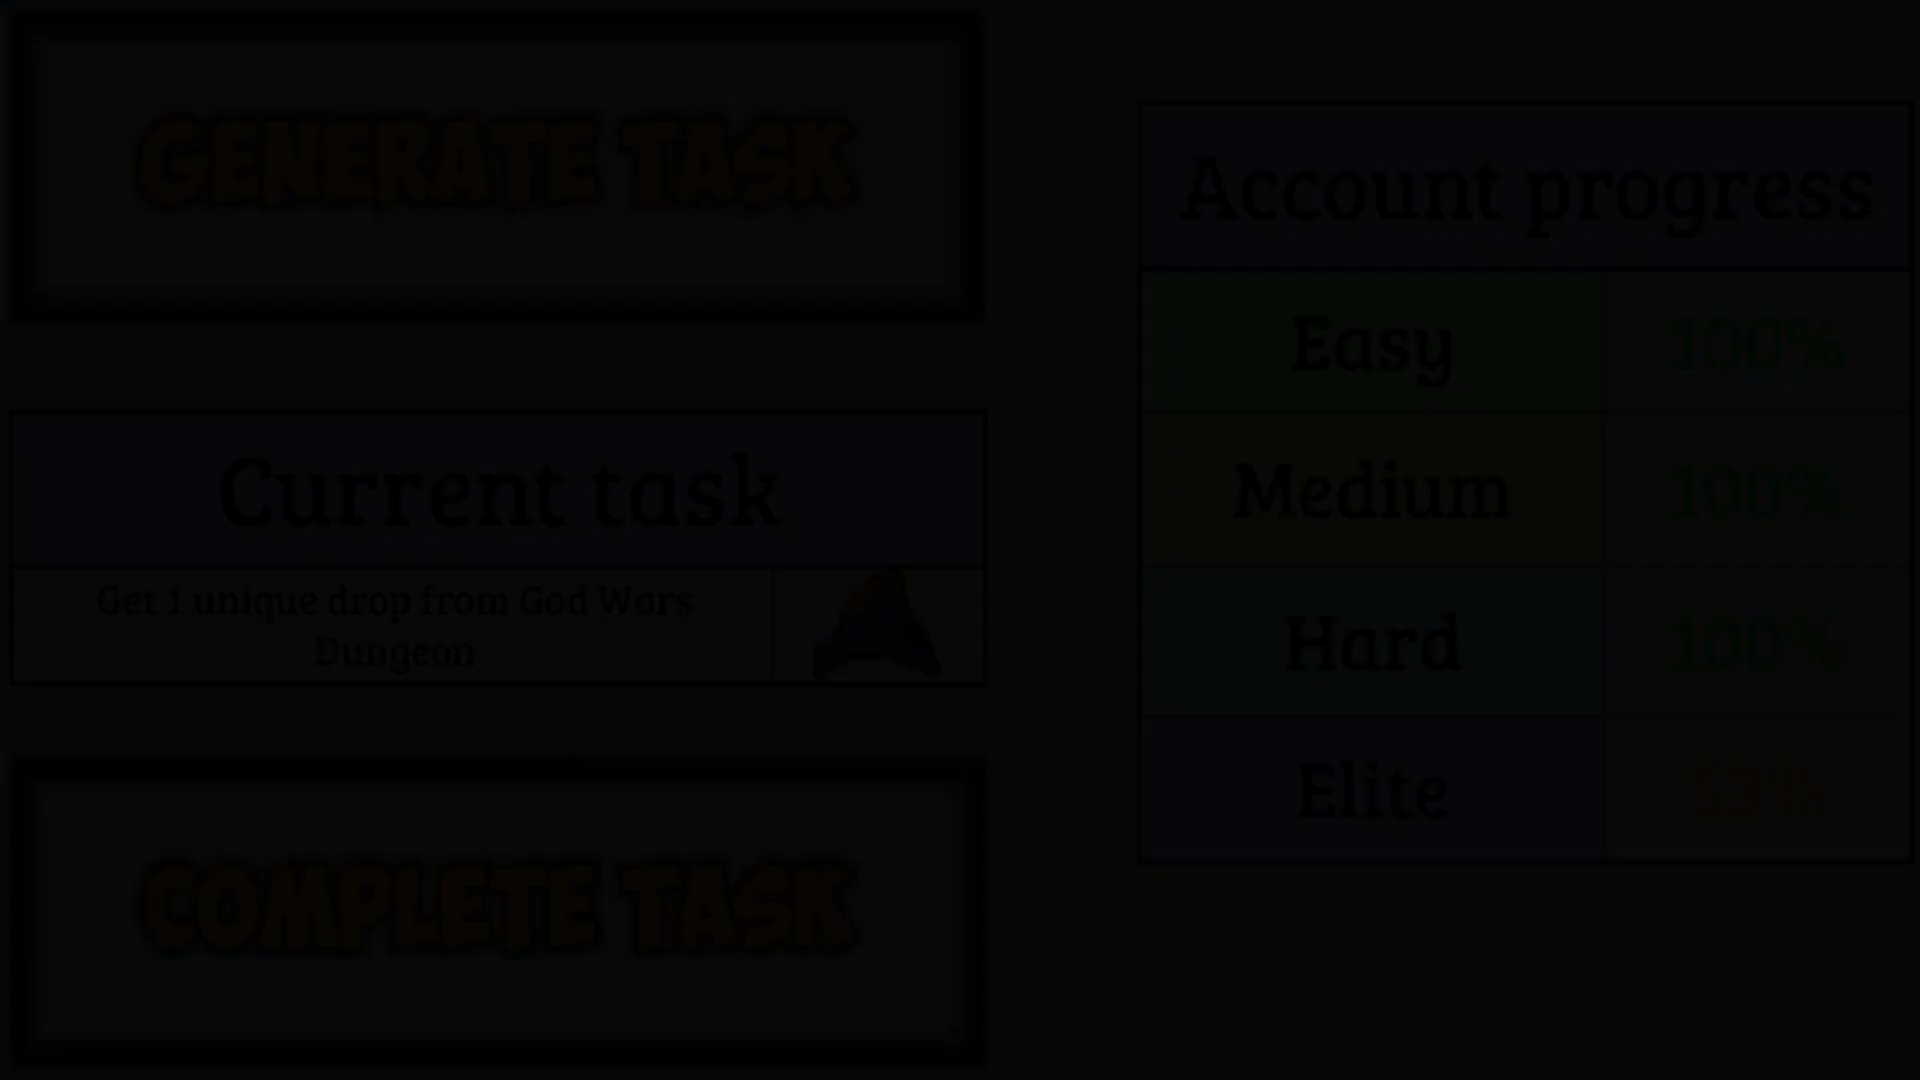 GENERATE TASK
Current task
Get 1 unique drop from God Wars
Dungeon
COMPLETE TASK
Account progress
Easy 100%
Medium 100%
Hard 100%
Elite